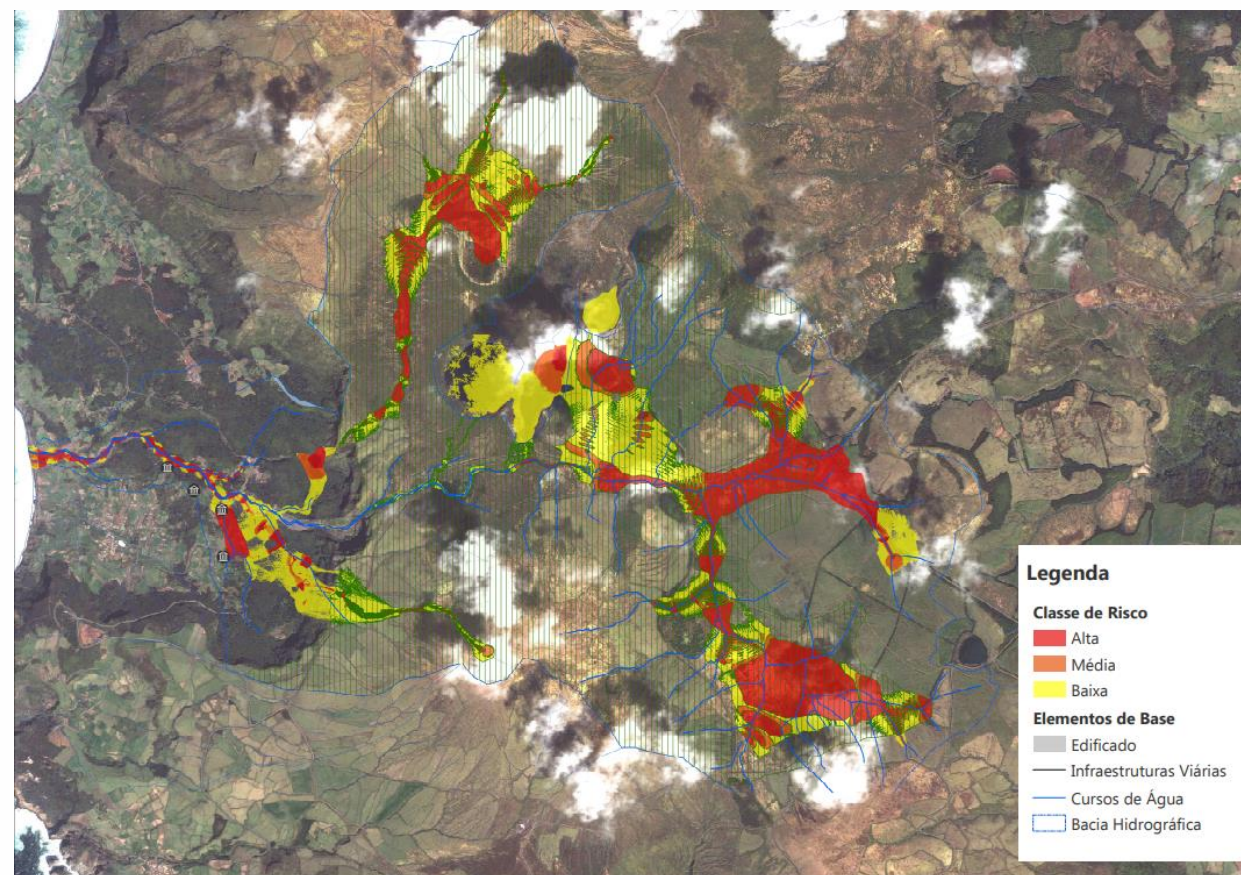 Legenda
Classe de Risco
Alta
Média
Baixa
Elementos de Base
Edificado
Infraestruturas Viárias
Cursos de Água
Bacia Hidrográfica